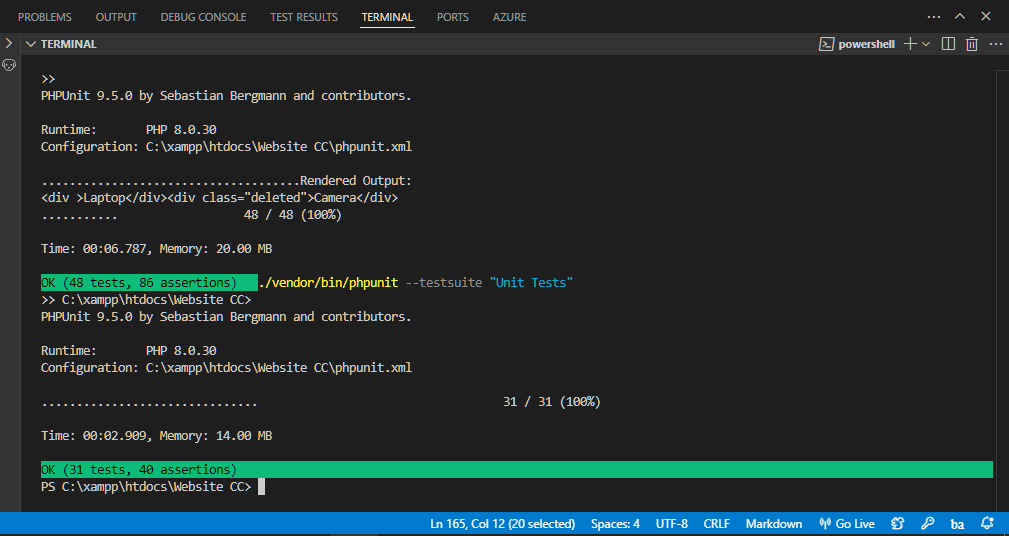 PROBLEMS OUTPUT DEBUG CONSOLE TEST RESULTS TERMINAL PORTS AZURE
TERMINAL powershell
>>
PHPUnit 9.5.0 by Sebastian Bergmann and contributors.
Runtime:       PHP 8.0.30
Configuration: C:\xampp\htdocs\Website CC\phpunit.xml
.....................................Rendered Output:
<div >Laptop</div><div class="deleted">Camera</div>
...........                  48 / 48 (100%)
Time: 00:06.787, Memory: 20.00 MB
OK (48 tests, 86 assertions)   ./vendor/bin/phpunit --testsuite "Unit Tests"
>> C:\xampp\htdocs\Website CC>
PHPUnit 9.5.0 by Sebastian Bergmann and contributors.
Runtime:       PHP 8.0.30
Configuration: C:\xampp\htdocs\Website CC\phpunit.xml
...............................                                   31 / 31 (100%)
Time: 00:02.909, Memory: 14.00 MB
OK (31 tests, 40 assertions)
PS C:\xampp\htdocs\Website CC>
Ln 165, Col 12 (20 selected) Spaces: 4 UTF-8 CRLF Markdown Go Live ba